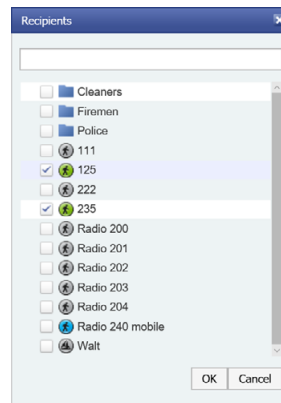 Recipients
Cleaners
Firemen
Police
111
125
222
235
Radio 200
Radio 201
Radio 202
Radio 203
Radio 204
Radio 240 mobile
Walt
OK Cancel